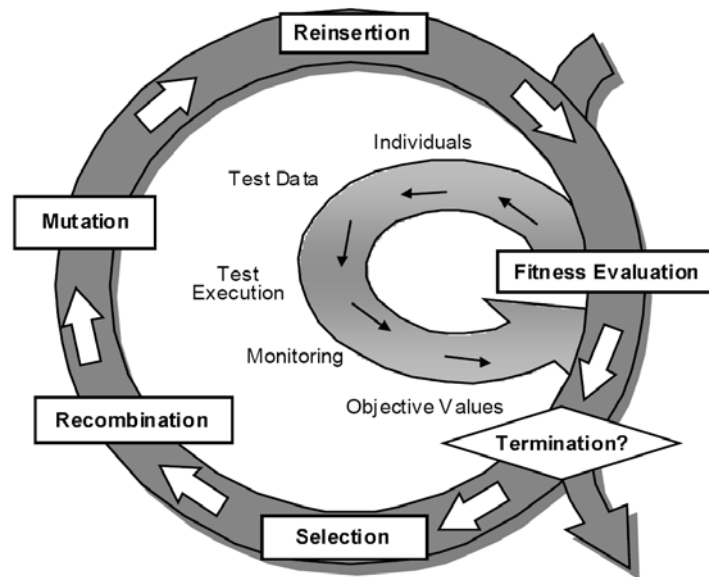 Reinsertion
Individuals
Test Data
Mutation
Test
Execution
Fitness Evaluation
Monitoring
Objective Values
Recombination
Termination?
Selection